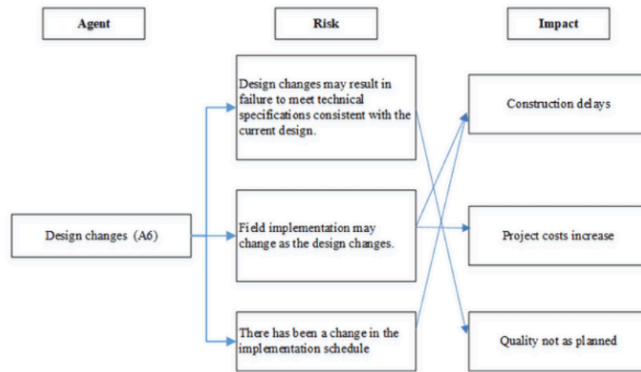 Agent
Risk
Impact
Design changes may result in
failure to meet technical
specifications consistent with the
current design.
Construction delays
Design changes (A6)
Field implementation may
change as the design changes.
Project costs increase
There has been a change in the
implementation schedule
Quality not as planned